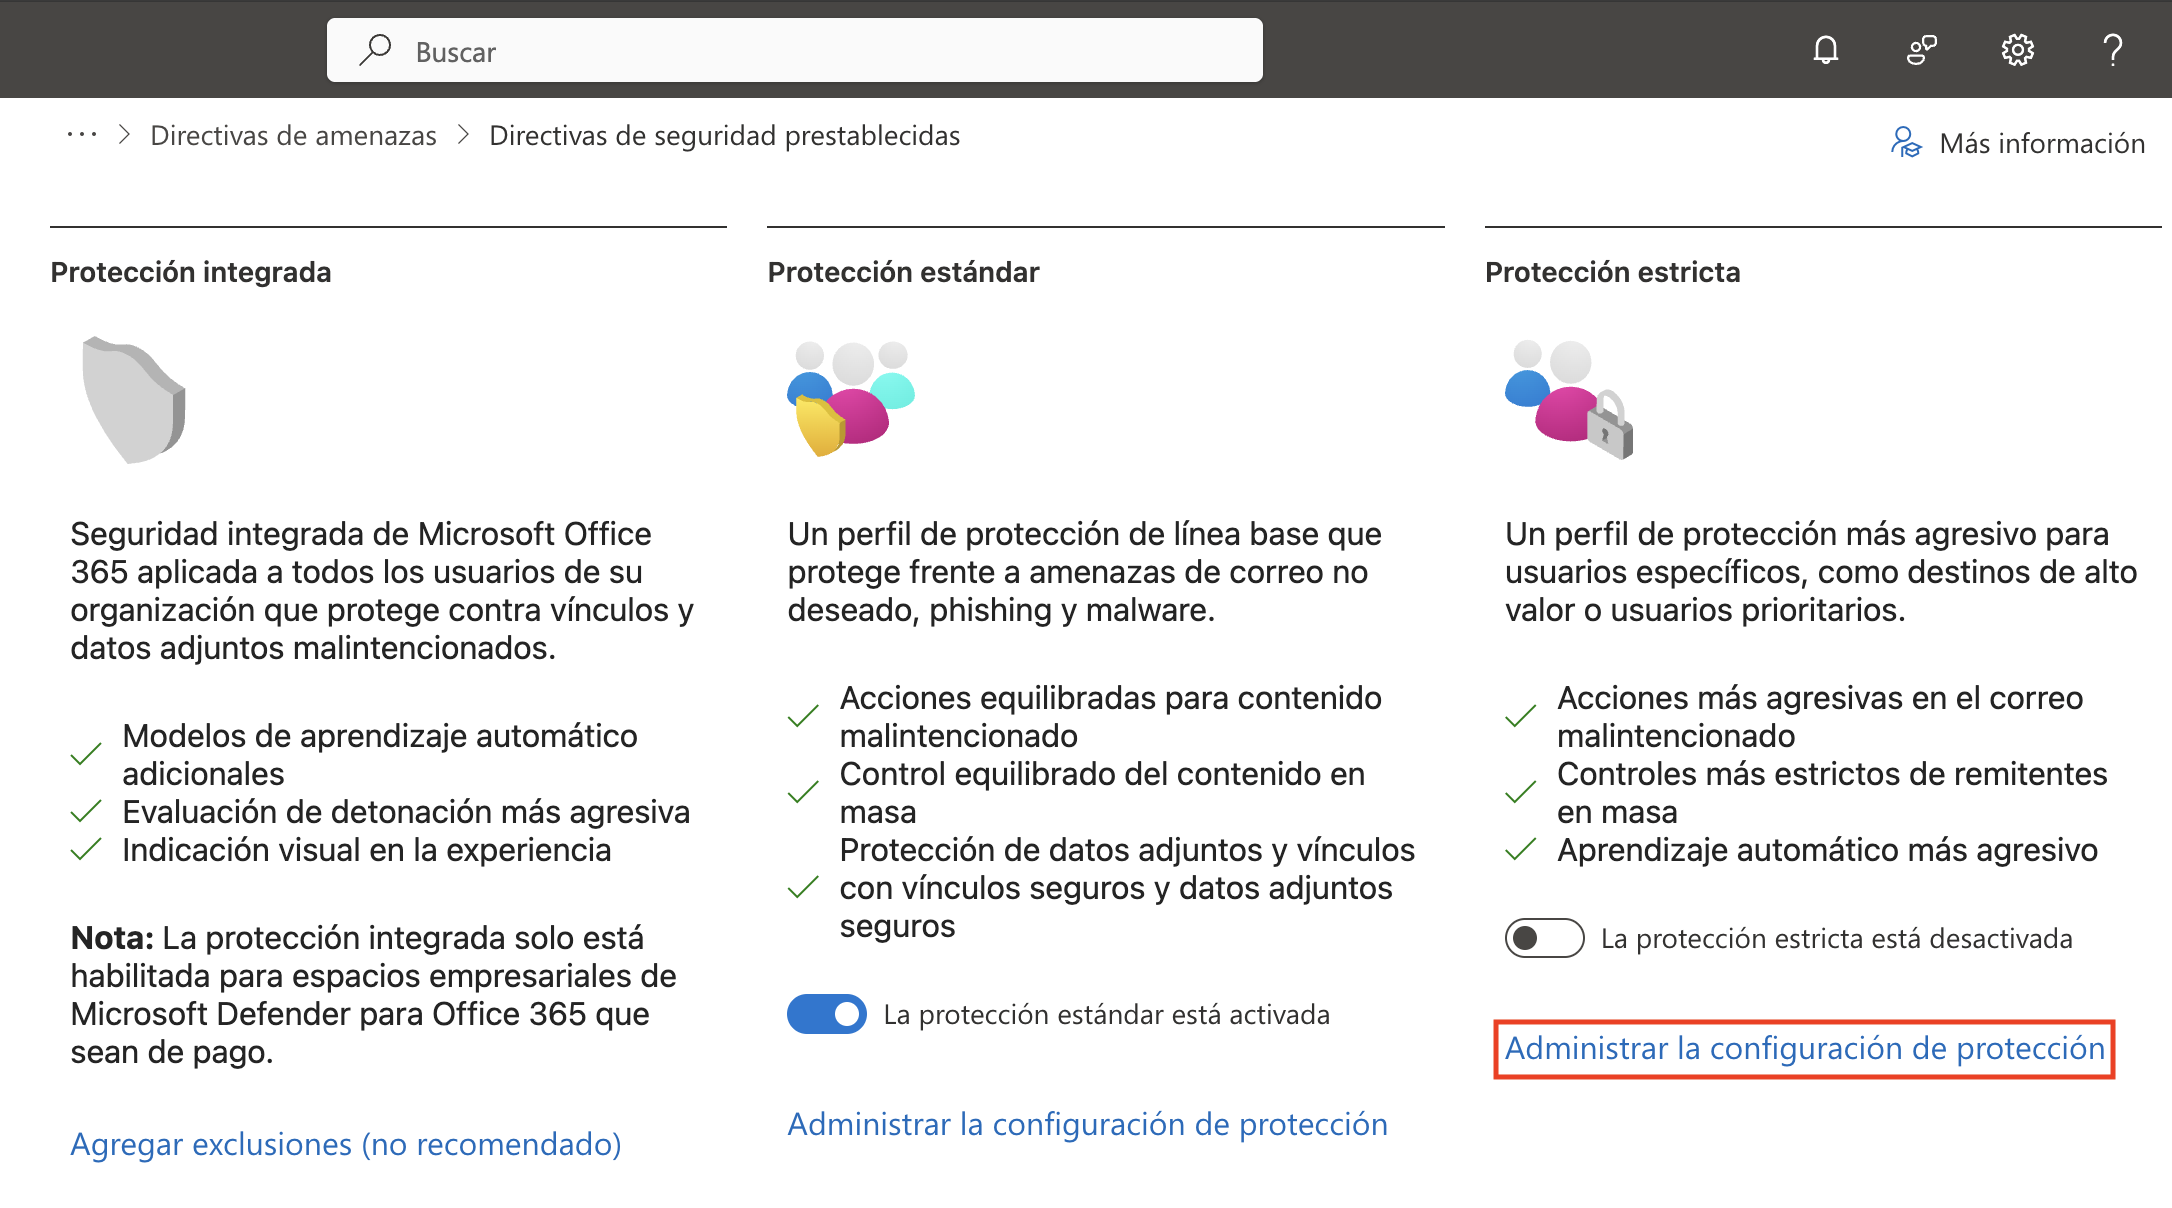 Buscar
··· > Directivas de amenazas > Directivas de seguridad prestablecidas
Más información
Protección integrada
Seguridad integrada de Microsoft Office
365 aplicada a todos los usuarios de su
organización que protege contra vínculos y
datos adjuntos malintencionados.
Modelos de aprendizaje automático
adicionales
Evaluación de detonación más agresiva
Indicación visual en la experiencia
Nota: La protección integrada solo está
habilitada para espacios empresariales de
Microsoft Defender para Office 365 que
sean de pago.
Agregar exclusiones (no recomendado)
Protección estándar
Un perfil de protección de línea base que
protege frente a amenazas de correo no
deseado, phishing y malware.
Acciones equilibradas para contenido
malintencionado
Control equilibrado del contenido en
masa
Protección de datos adjuntos y vínculos
con vínculos seguros y datos adjuntos
seguros
La protección estándar está activada
Administrar la configuración de protección
Protección estricta
Un perfil de protección más agresivo para
usuarios específicos, como destinos de alto
valor o usuarios prioritarios.
Acciones más agresivas en el correo
malintencionado
Controles más estrictos de remitentes
en masa
Aprendizaje automático más agresivo
La protección estricta está desactivada
Administrar la configuración de protección